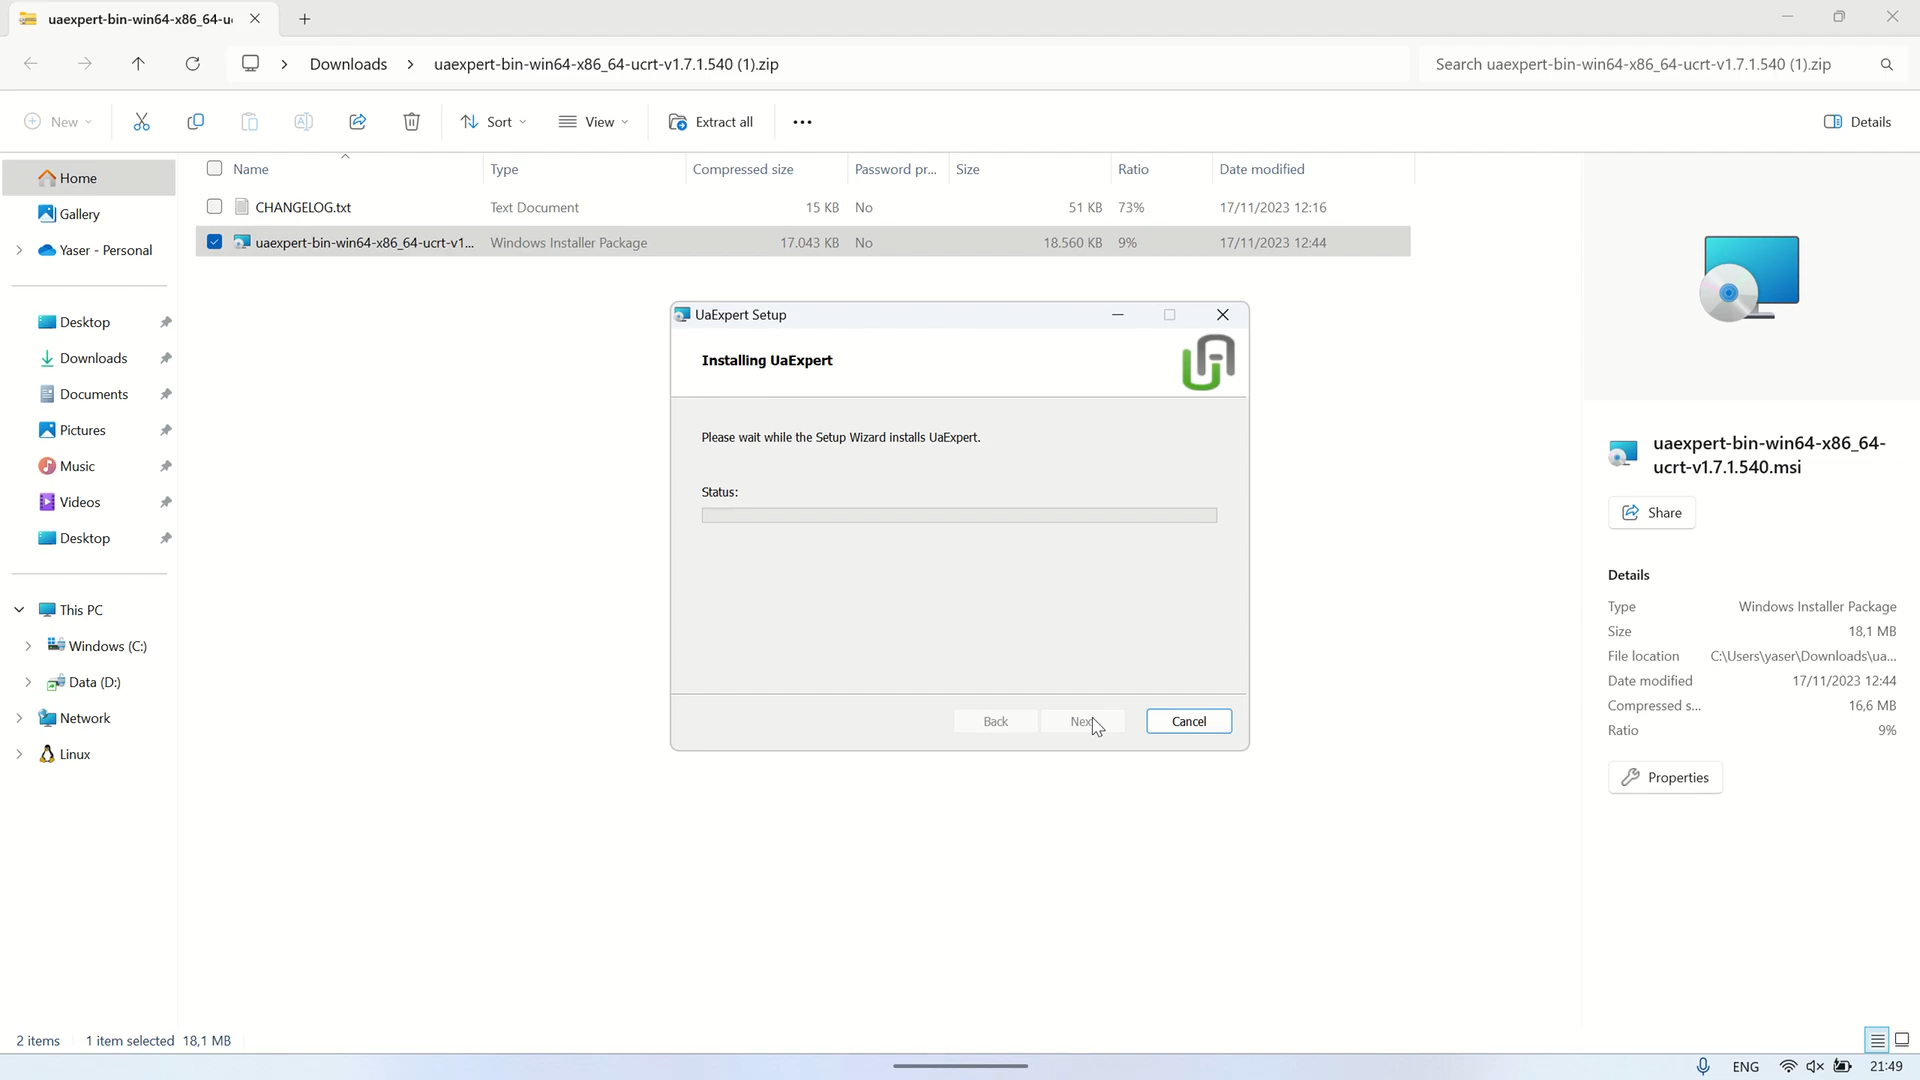 uaexpert-bin-win64-x86_64-u
Downloads
uaexpert-bin-win64-x86_64-ucrt-v1.7.1.540 (1).zip
Search uaexpert-bin-win64-x86_64-ucrt-v1.7.1.540 (1).zip
New
Sort
View
Extract all
Details
Home
Gallery
Yaser - Personal
Desktop
Downloads
Documents
Pictures
Music
Videos
Desktop
This PC
Windows (C:)
Data (D:)
Network
Linux
Name Type Compressed size Password pr... Size Ratio Date modified
CHANGELOG.txt Text Document 15 KB No 51 KB 73% 17/11/2023 12:16
uaexpert-bin-win64-x86_64-ucrt-v1... Windows Installer Package 17.043 KB No 18.560 KB 9% 17/11/2023 12:44
UaExpert Setup
Installing UaExpert
Please wait while the Setup Wizard installs UaExpert.
Status:
Back
Nex
Cancel
uaexpert-bin-win64-x86_64-
ucrt-v1.7.1.540.msi
Share
Details
Type Windows Installer Package
Size 18,1 MB
File location C:\Users\yaser\Downloads\ua...
Date modified 17/11/2023 12:44
Compressed s... 16,6 MB
Ratio 9%
Properties
2 items 1 item selected 18,1 MB
ENG 21:49